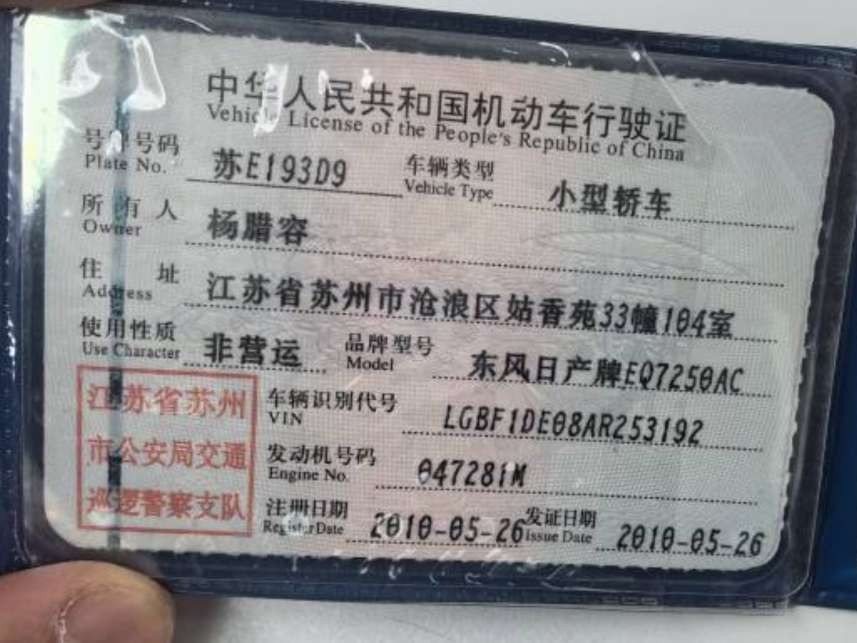 中华人民共和国机动车行驶证
Vehicle License of the People's Republic of China
号牌号码 苏E193D9 车辆类型 小型轿车
Plate No. Vehicle Type
所有人 杨腊容
Owner
住址 江苏省苏州市沧浪区姑香苑33幢104室
Address
使用性质 非营运 品牌型号 东风日产牌EQ7250AC
Use Character Model
江苏省苏州
市公安局交通
巡逻警察支队
车辆识别代号 LGBF1DE08AR253192
VIN
发动机号码 047281M
Engine No.
注册日期 2010-05-26 发证日期 2010-05-26
Register Date Issue Date